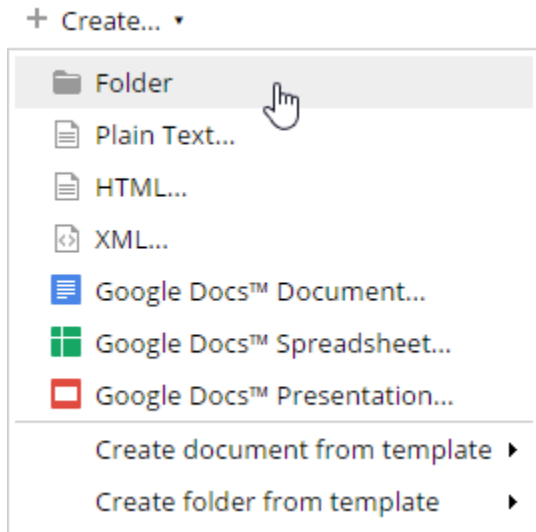 + Create... ▾
Folder
Plain Text...
HTML...
XML...
Google Docs™ Document...
Google Docs™ Spreadsheet...
Google Docs™ Presentation...
Create document from template
Create folder from template